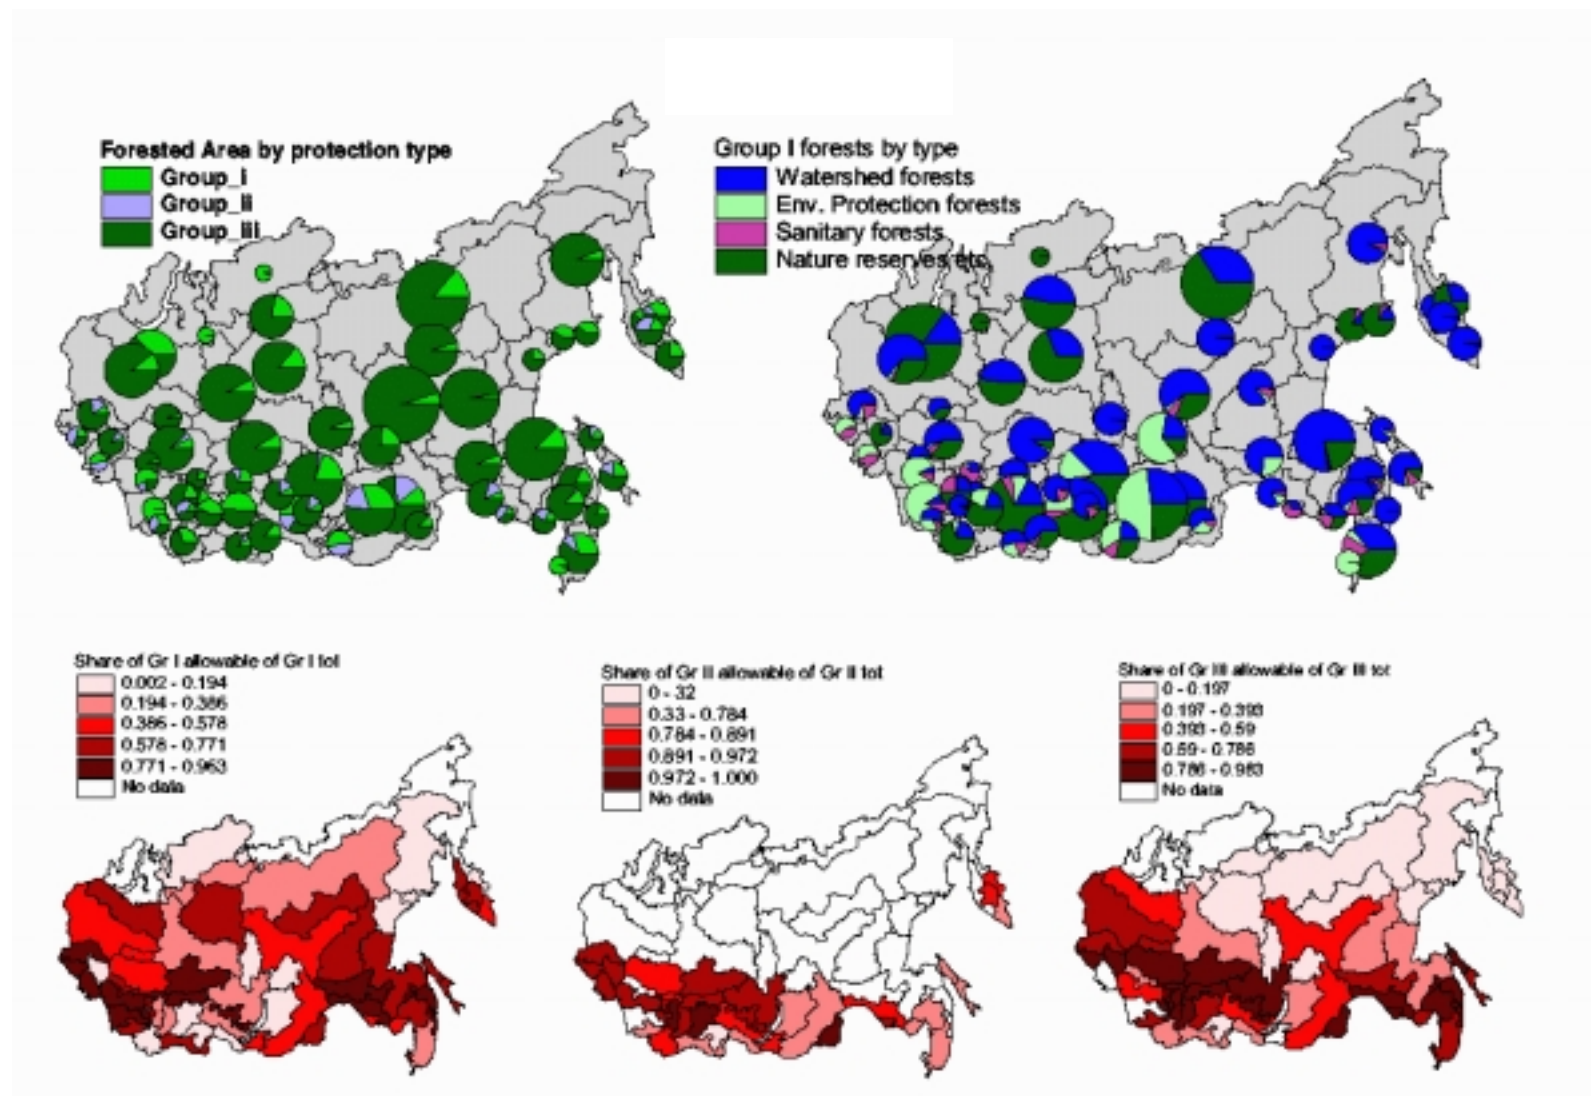 Forested Area by protection type
Group_i
Group_ii
Group_iii
Group I forests by type
Watershed forests
Env. Protection forests
Sanitary forests
Nature reserves etc.
Share of Gr I allowable of Gr I tot
0.002 - 0.194
0.194 - 0.386
0.386 - 0.578
0.578 - 0.771
0.771 - 0.963
No data
Share of Gr II allowable of Gr II tot
0 - 32
0.33 - 0.784
0.784 - 0.891
0.891 - 0.972
0.972 - 1.000
No data
Share of Gr III allowable of Gr III tot
0 - 0.197
0.197 - 0.393
0.393 - 0.59
0.59 - 0.786
0.786 - 0.983
No data